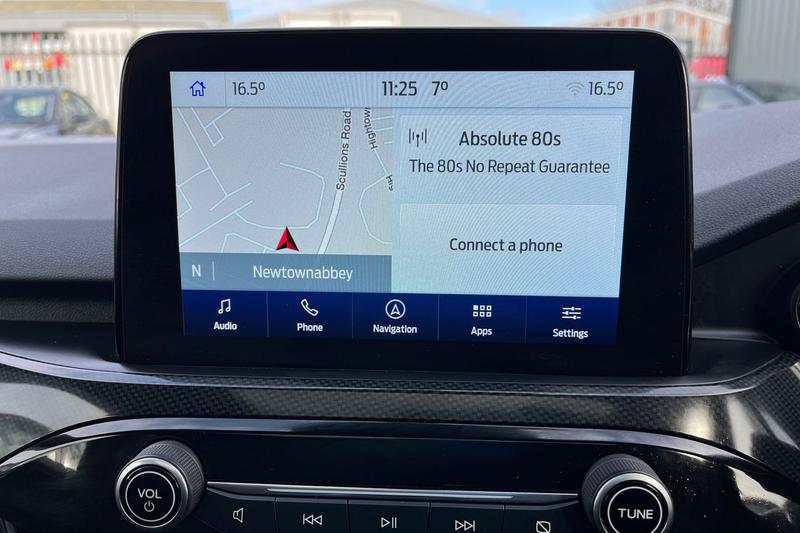 16.5°
11:25 7°
16.5°
Scullions Road
Hightow
Absolute 80s
The 80s No Repeat Guarantee
Connect a phone
N | Newtownabbey
Audio
Phone
Navigation
Apps
Settings
VOL
TUNE